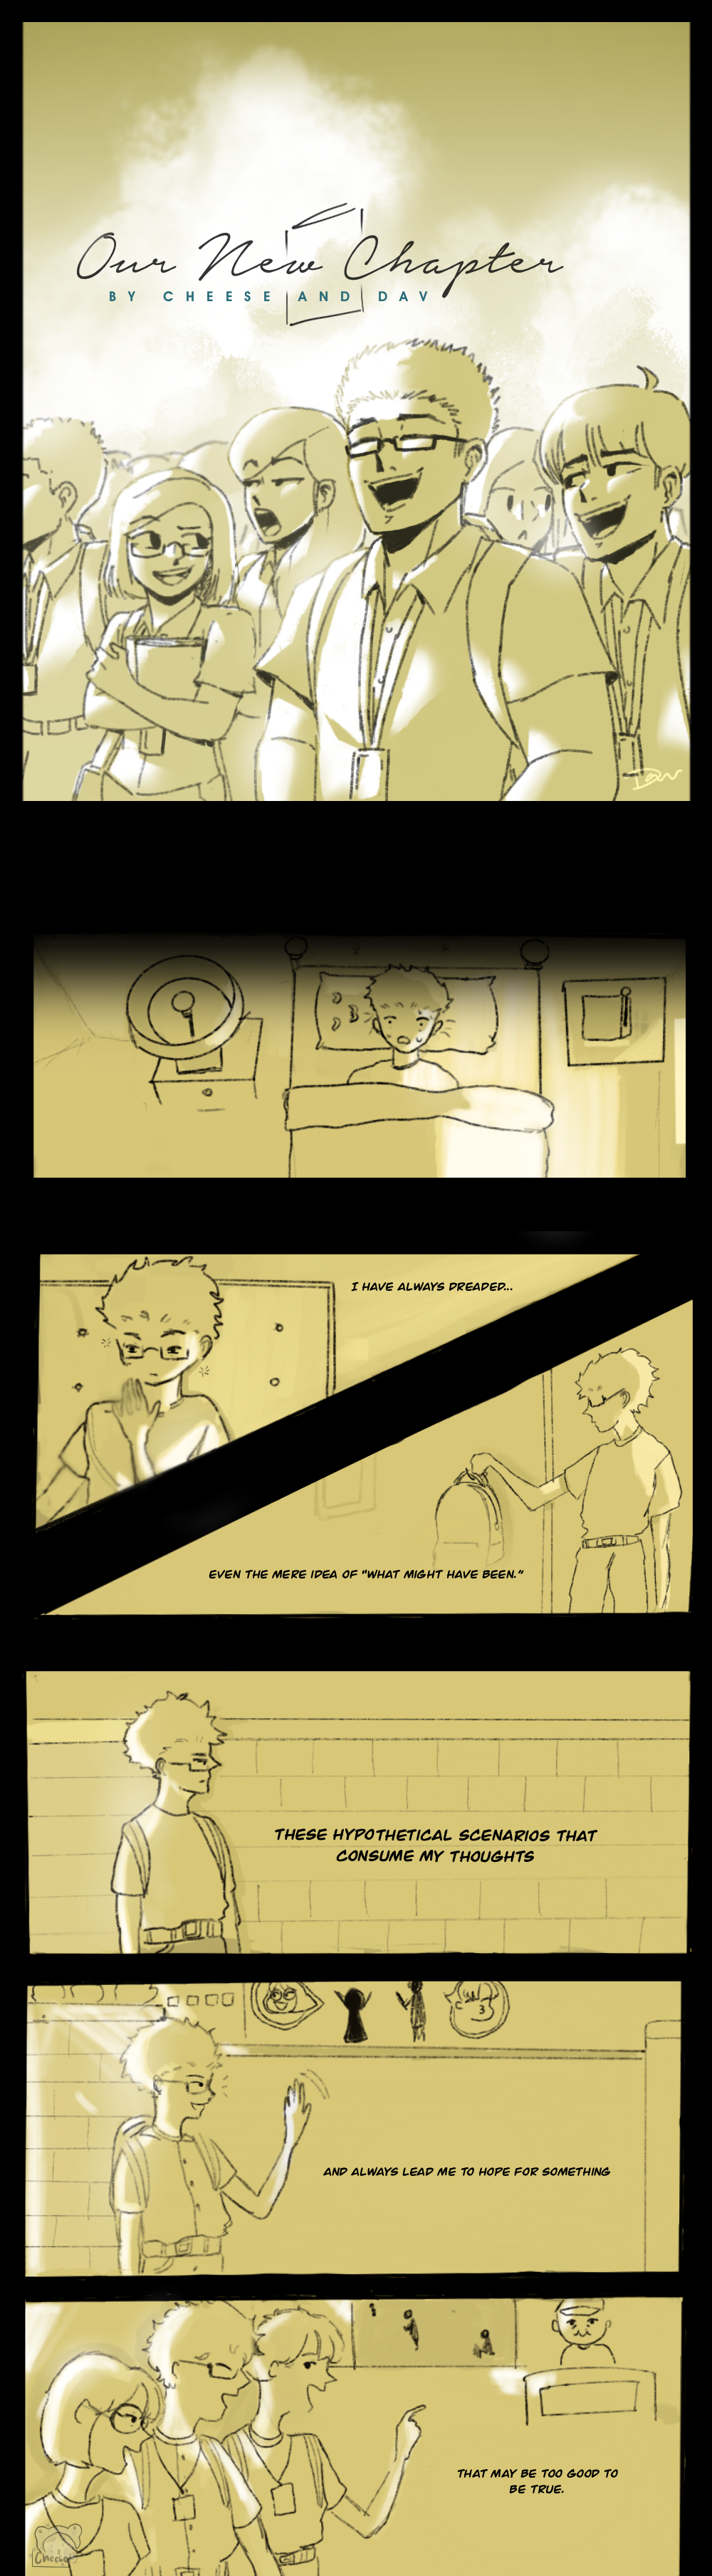 Our New Chapter
BY CHEESE AND DAV
Dav
I HAVE ALWAYS DREADED...
EVEN THE MERE IDEA OF "WHAT MIGHT HAVE BEEN."
THESE HYPOTHETICAL SCENARIOS THAT
CONSUME MY THOUGHTS
AND ALWAYS LEAD ME TO HOPE FOR SOMETHING
THAT MAY BE TOO GOOD TO
BE TRUE.
Cheese